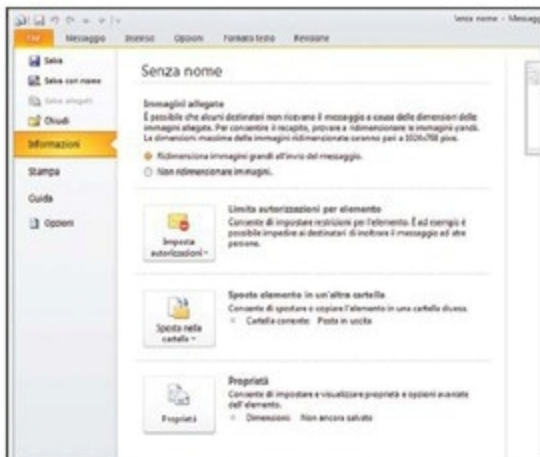 Senza nome - Messagg
File Messaggio Inserisci Opzioni Formato testo Revisione
Salva
Salva con nome
Salva allegati
Chiudi
Informazioni
Stampa
Guida
Opzioni
Senza nome
Immagini allegate
È possibile che alcuni destinatari non ricevano il messaggio a causa delle dimensioni delle
immagini allegate. Per consentire il recapito, provare a ridimensionare le immagini grandi.
Le dimensioni massime delle immagini ridimensionate saranno pari a 1024x768 pixe.
Ridimensiona immagini grandi all'invio del messaggio.
Non ridimensionare immagini.
Imposta
autorizzazioni
Limita autorizzazioni per elemento
Consente di impostare restrizioni per l'elemento. È ad esempio è
possibile impedire ai destinatari di inoltrare il messaggio ad altre
persone.
Sposta nella
cartella
Sposta elemento in un'altra cartella
Consente di spostare o copiare l'elemento in una cartella diversa.
Cartella corrente: Posta in uscita
Proprietà
Proprietà
Consente di impostare e visualizzare proprietà e opzioni avanzate
dell'elemento.
Dimensioni: Non ancora salvato